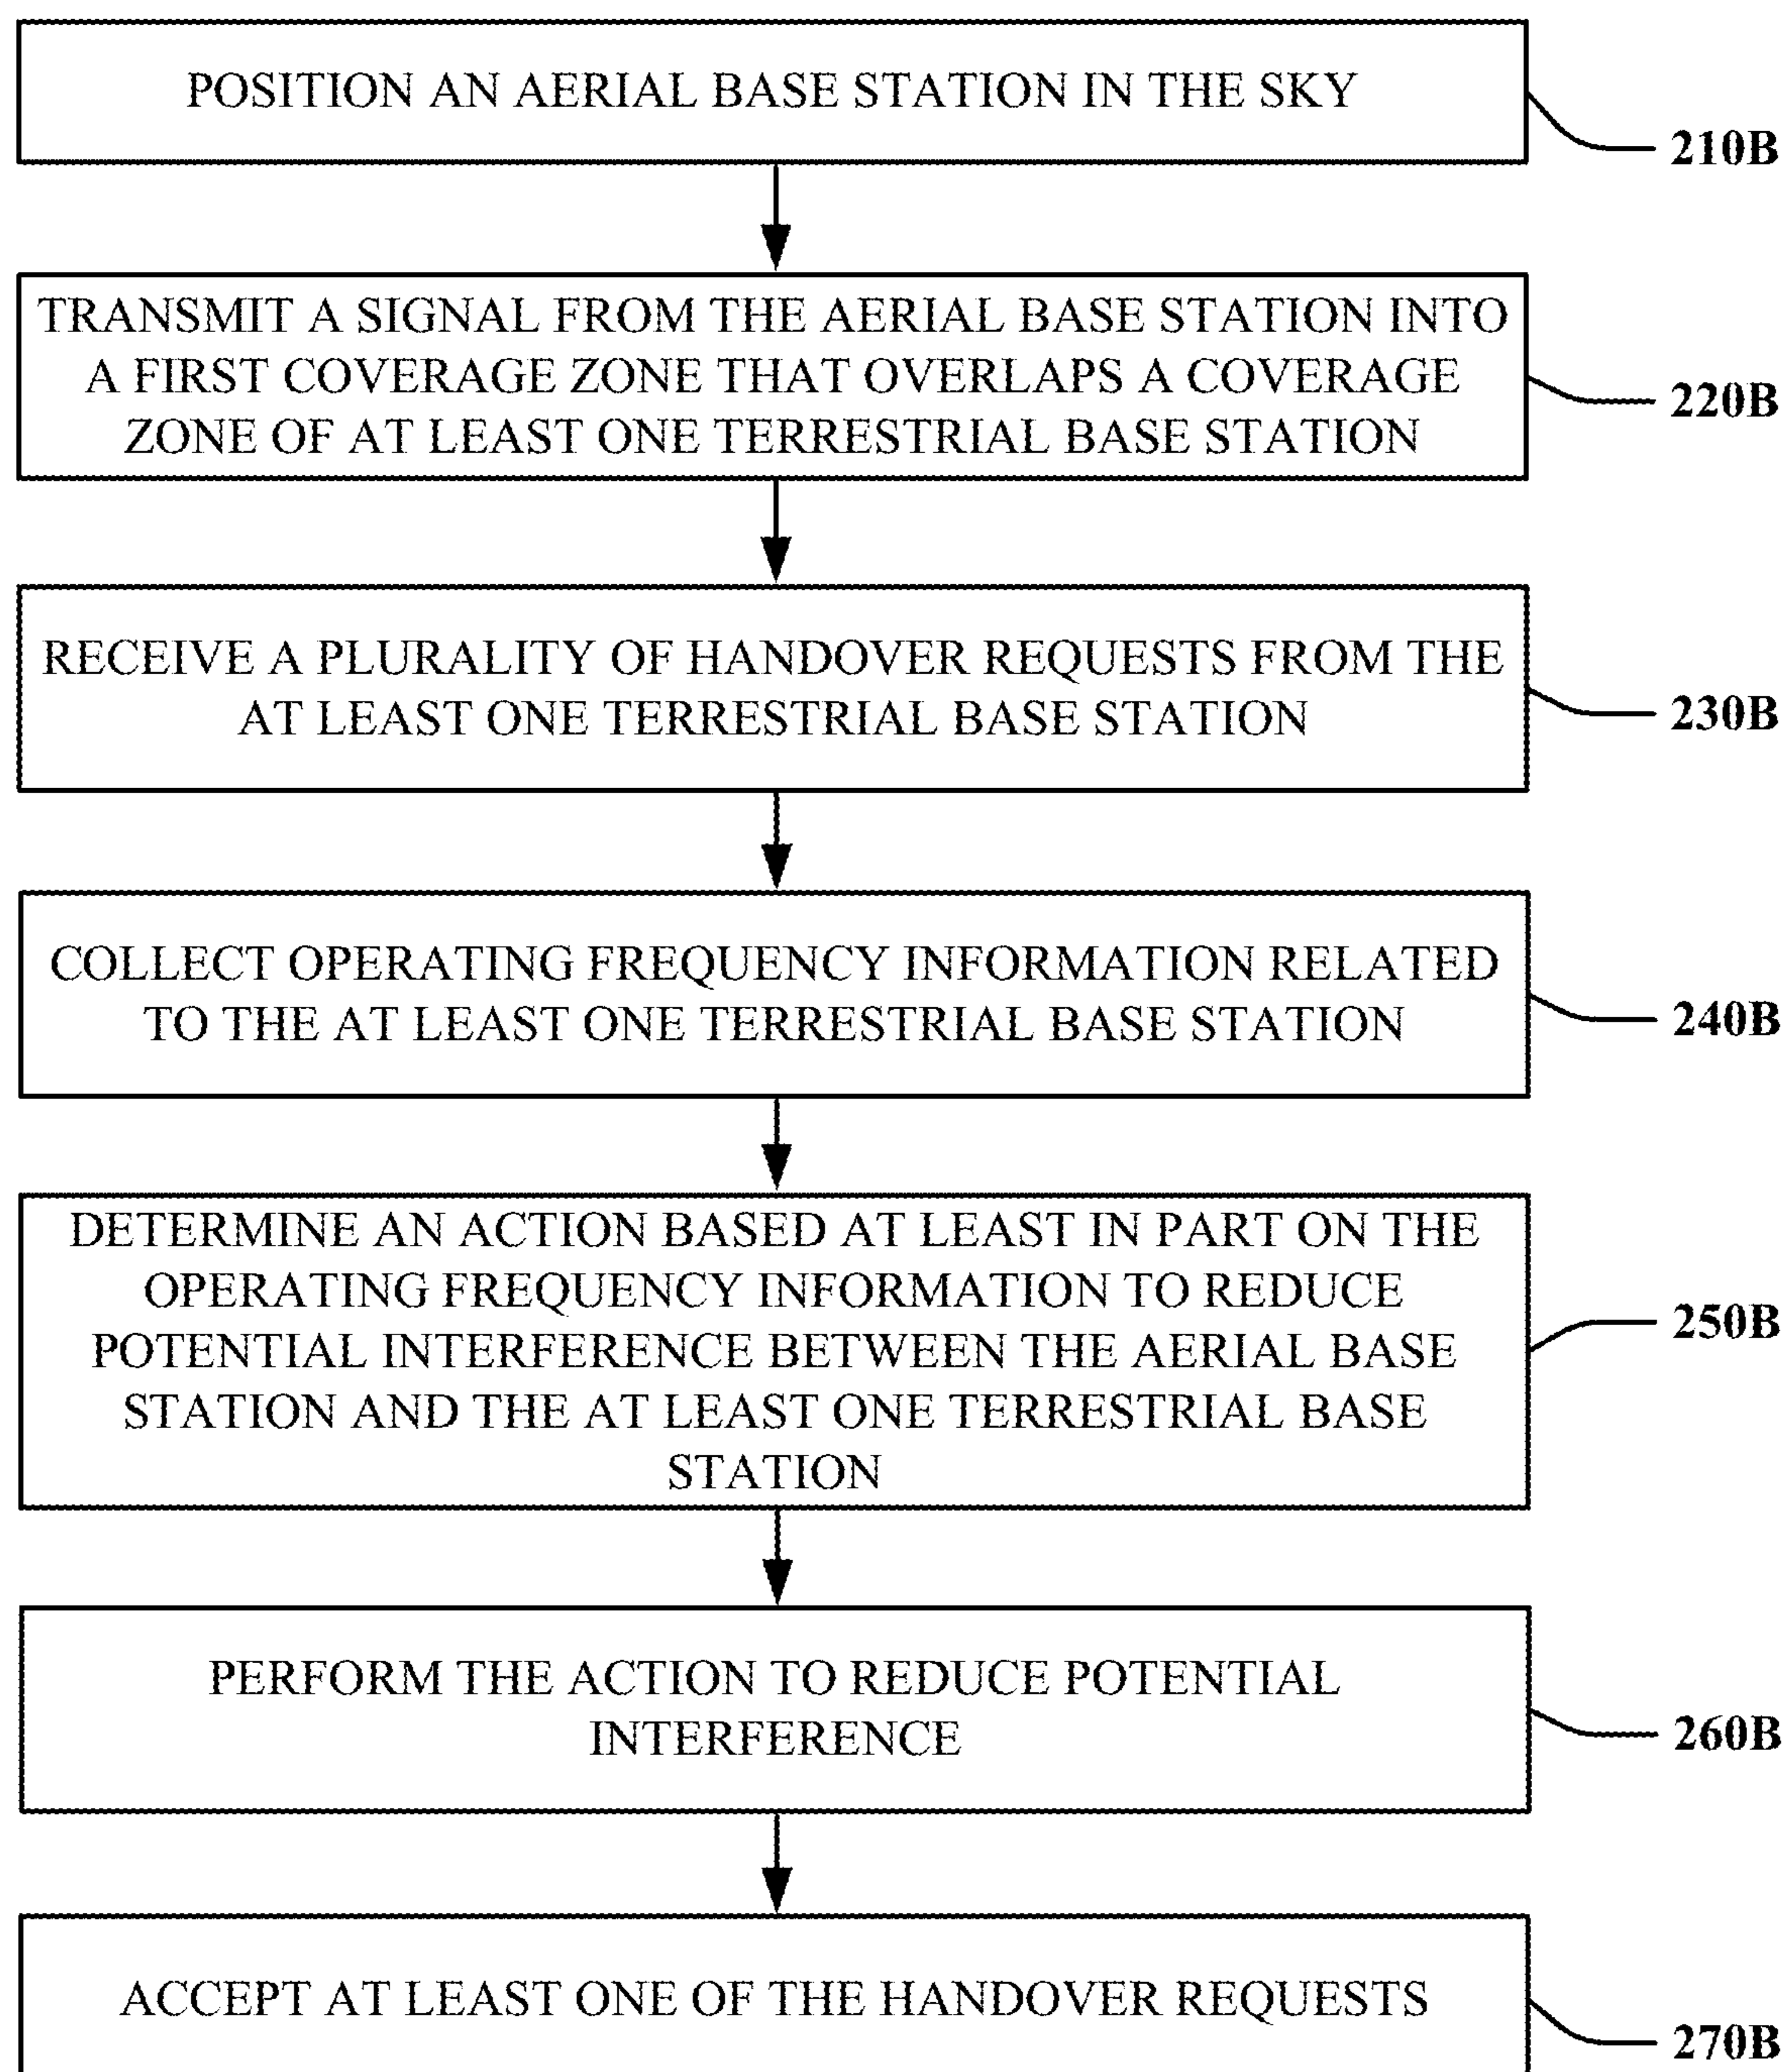 POSITION AN AERIAL BASE STATION IN THE SKY
210B
TRANSMIT A SIGNAL FROM THE AERIAL BASE STATION INTO
A FIRST COVERAGE ZONE THAT OVERLAPS A COVERAGE
ZONE OF AT LEAST ONE TERRESTRIAL BASE STATION
220B
RECEIVE A PLURALITY OF HANDOVER REQUESTS FROM THE
AT LEAST ONE TERRESTRIAL BASE STATION
230B
COLLECT OPERATING FREQUENCY INFORMATION RELATED
TO THE AT LEAST ONE TERRESTRIAL BASE STATION
240B
DETERMINE AN ACTION BASED AT LEAST IN PART ON THE
OPERATING FREQUENCY INFORMATION TO REDUCE
POTENTIAL INTERFERENCE BETWEEN THE AERIAL BASE
STATION AND THE AT LEAST ONE TERRESTRIAL BASE
STATION
250B
PERFORM THE ACTION TO REDUCE POTENTIAL
INTERFERENCE
260B
ACCEPT AT LEAST ONE OF THE HANDOVER REQUESTS
270B